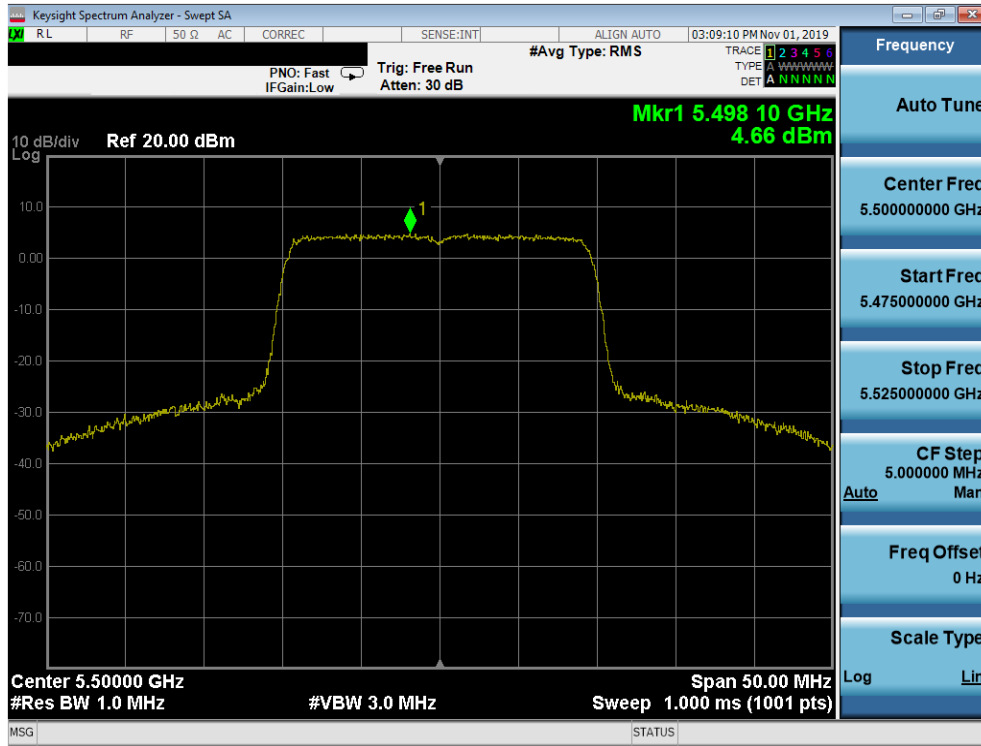 Keysight Spectrum Analyzer - Swept SA
LXI RL RF 50 Ω AC CORREC SENSE:INT ALIGN AUTO 03:09:10 PM Nov 01, 2019
#Avg Type: RMS TRACE 1 2 3 4 5 6
PNO: Fast Trig: Free Run TYPE A WWWWW
IFGain:Low Atten: 30 dB DET A N N N N N
Mkr1 5.498 10 GHz
4.66 dBm
10 dB/div Ref 20.00 dBm
Log
1
10.0
0.00
-10.0
-20.0
-30.0
-40.0
-50.0
-60.0
-70.0
Center 5.50000 GHz Span 50.00 MHz
#Res BW 1.0 MHz #VBW 3.0 MHz Sweep 1.000 ms (1001 pts)
MSG STATUS
Frequency
Auto Tune
Center Freq
5.500000000 GHz
Start Freq
5.475000000 GHz
Stop Freq
5.525000000 GHz
CF Step
5.000000 MHz
Auto Man
Freq Offset
0 Hz
Scale Type
Log Lin